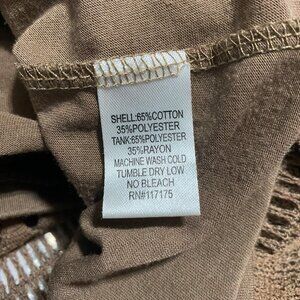 SHELL:65%COTTON
35%POLYESTER
TANK:65%POLYESTER
35%RAYON
MACHINE WASH COLD
TUMBLE DRY LOW
NO BLEACH
RN#117175